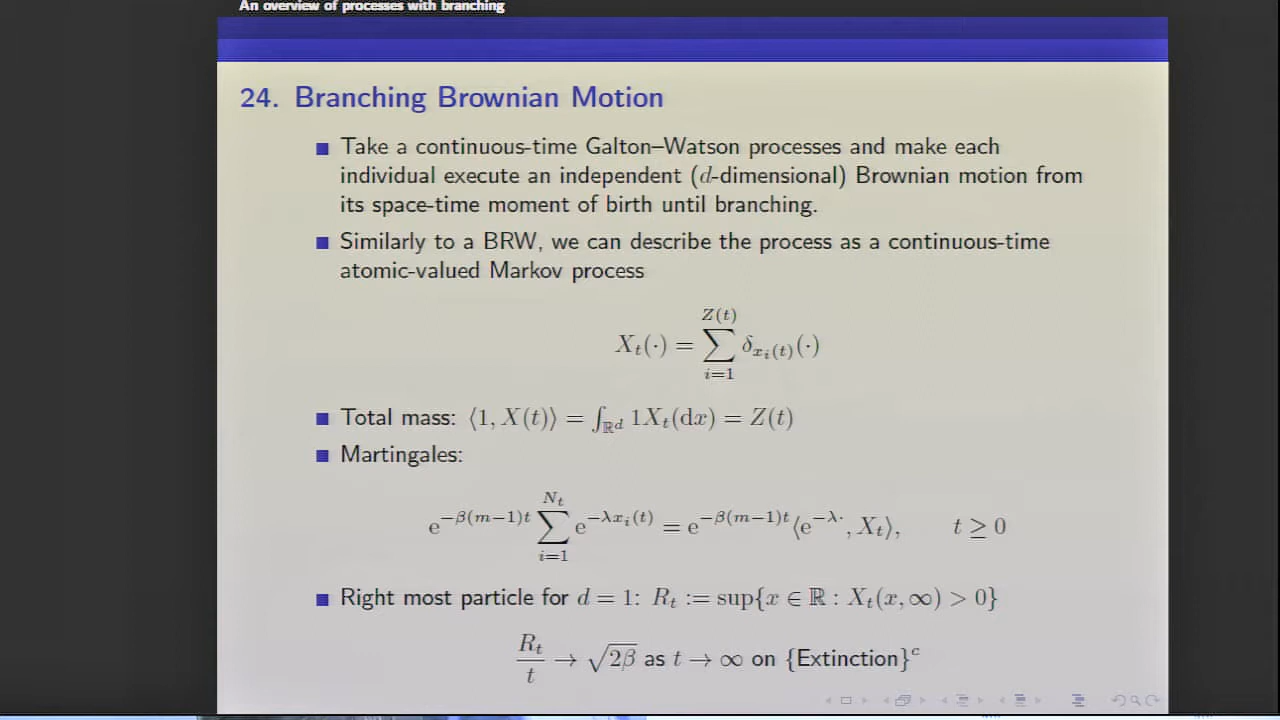 An overview of processes with branching
24. Branching Brownian Motion
Take a continuous-time Galton–Watson processes and make each
individual execute an independent (d-dimensional) Brownian motion from
its space-time moment of birth until branching.
Similarly to a BRW, we can describe the process as a continuous-time
atomic-valued Markov process
X_t(·) = ∑_{i=1}^{Z(t)} δ_{x_i(t)}(·)
Total mass: ⟨1, X(t)⟩ = ∫_{ℝ^d} 1X_t(dx) = Z(t)
Martingales:
e^{−β(m−1)t} ∑_{i=1}^{N_t} e^{−λx_i(t)} = e^{−β(m−1)t}⟨e^{−λ·}, X_t⟩, t ≥ 0
Right most particle for d = 1: R_t := sup{x ∈ ℝ : X_t(x, ∞) > 0}
R_t/t → √(2β) as t → ∞ on {Extinction}^c